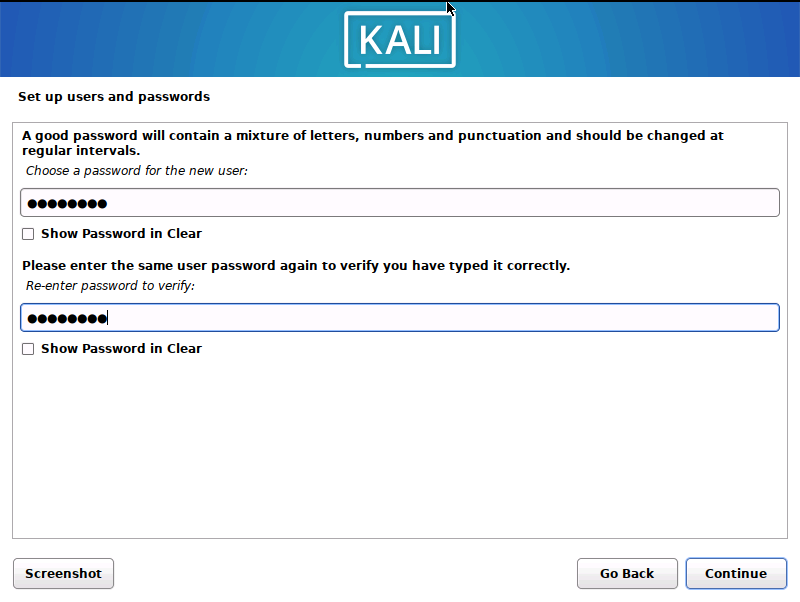 KALI
Set up users and passwords
A good password will contain a mixture of letters, numbers and punctuation and should be changed at
regular intervals.
Choose a password for the new user:
●●●●●●●●
Show Password in Clear
Please enter the same user password again to verify you have typed it correctly.
Re-enter password to verify:
●●●●●●●●
Show Password in Clear
Screenshot
Go Back
Continue